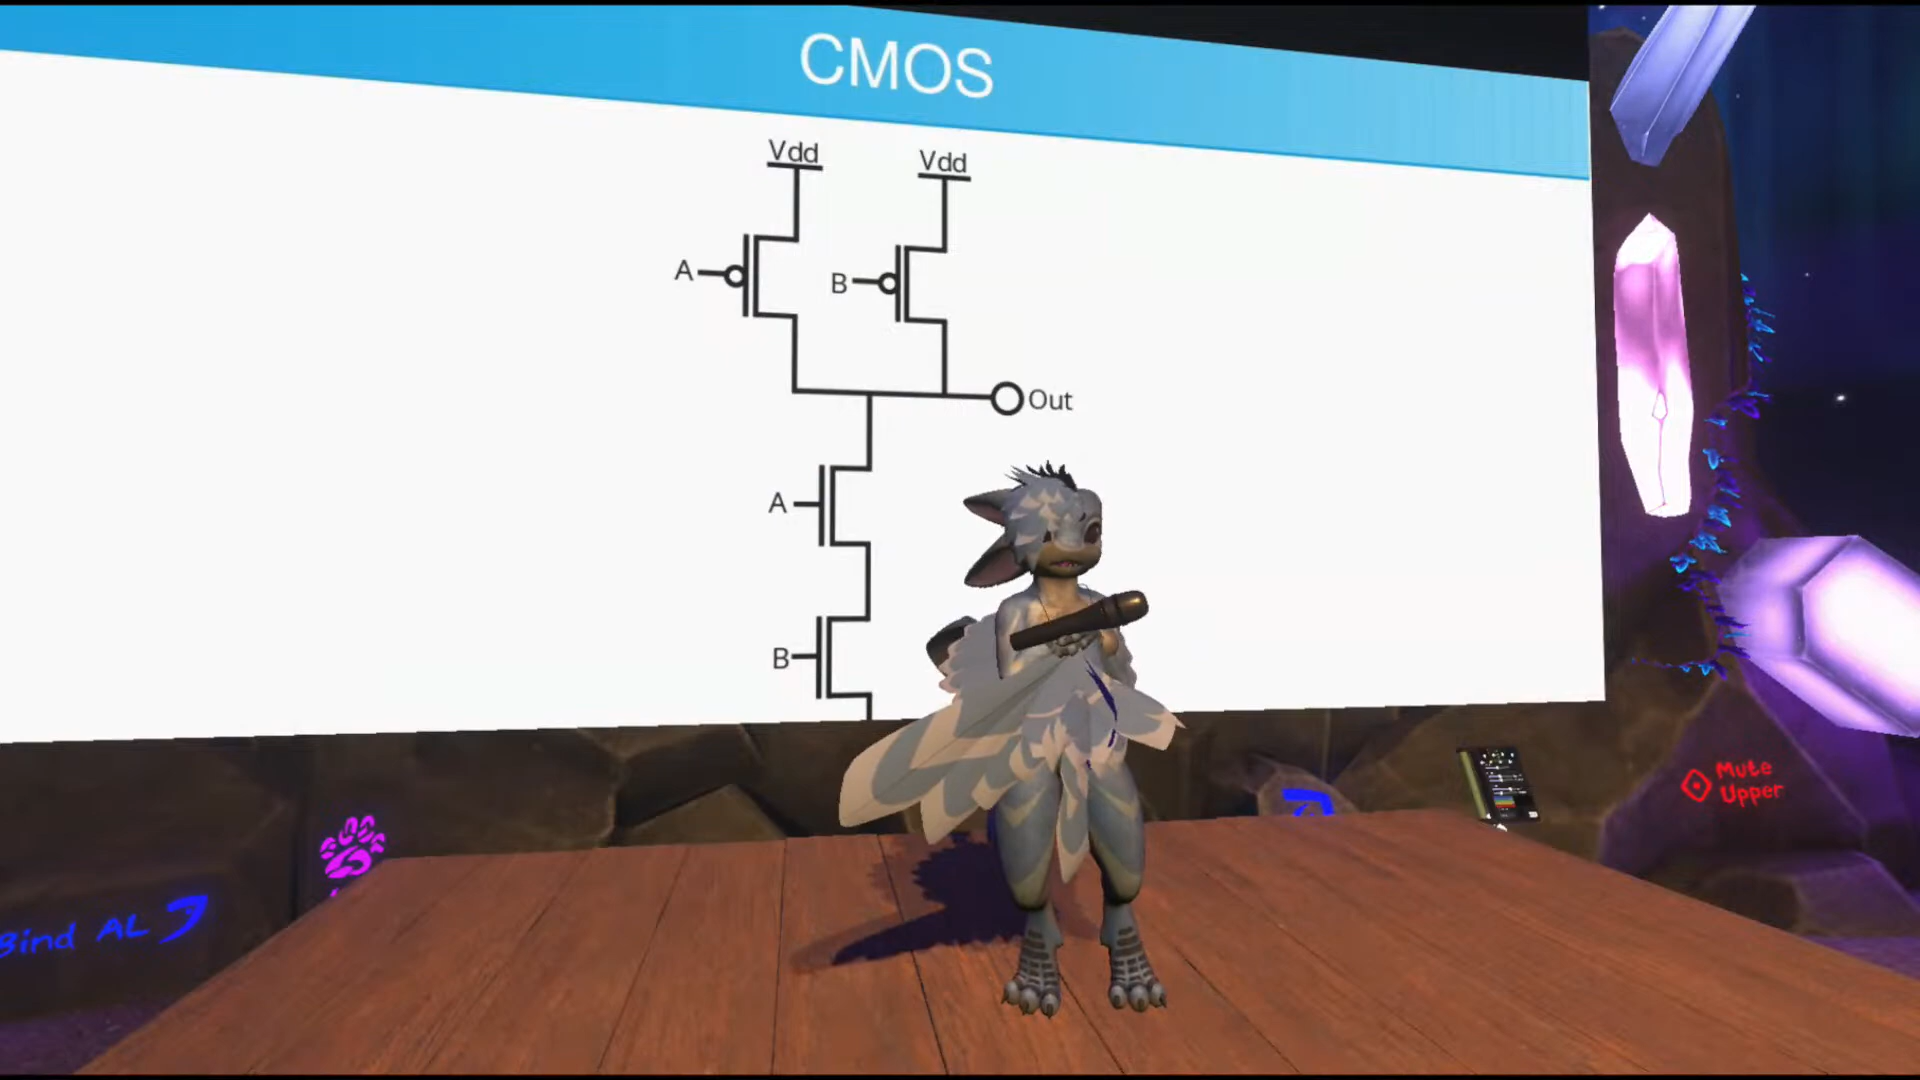 CMOS
Vdd
Vdd
A
B
Out
A
B
Mute
Upper
Bind AL